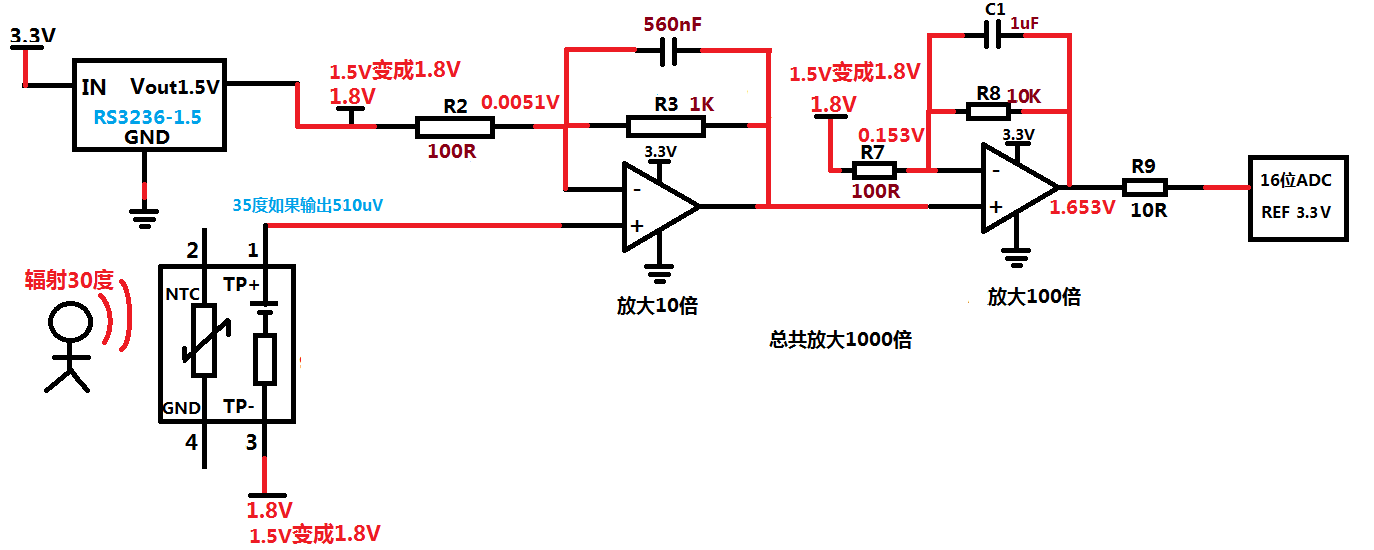 3.3V
IN
Vout1.5V
RS3236-1.5
GND
1.5V变成1.8V
1.8V
R2
100R
0.0051V
560nF
R3 1K
3.3V
-
+
放大10倍
35度如果输出510uV
辐射30度
2
1
NTC
TP+
GND
TP-
4
3
1.8V
1.5V变成1.8V
1.5V变成1.8V
1.8V
0.153V
R7
100R
C1
1uF
R8 10K
3.3V
-
+
1.653V
放大100倍
总共放大1000倍
R9
10R
16位ADC
REF 3.3V